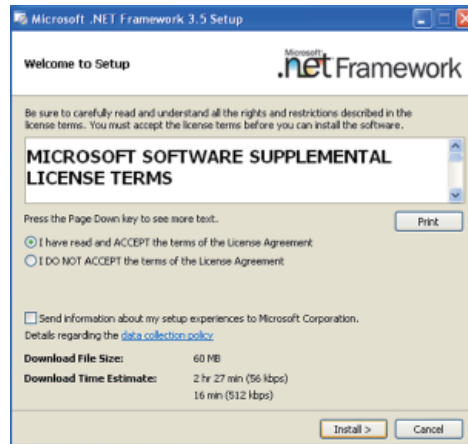 Microsoft .NET Framework 3.5 Setup
Welcome to Setup
Microsoft
.net Framework
Be sure to carefully read and understand all the rights and restrictions described in the
license terms. You must accept the license terms before you can install the software.
MICROSOFT SOFTWARE SUPPLEMENTAL
LICENSE TERMS
Press the Page Down key to see more text.
Print
I have read and ACCEPT the terms of the License Agreement
I DO NOT ACCEPT the terms of the License Agreement
Send information about my setup experiences to Microsoft Corporation.
Details regarding the data collection policy
Download File Size: 60 MB
Download Time Estimate: 2 hr 27 min (56 kbps)
16 min (512 kbps)
Install > Cancel